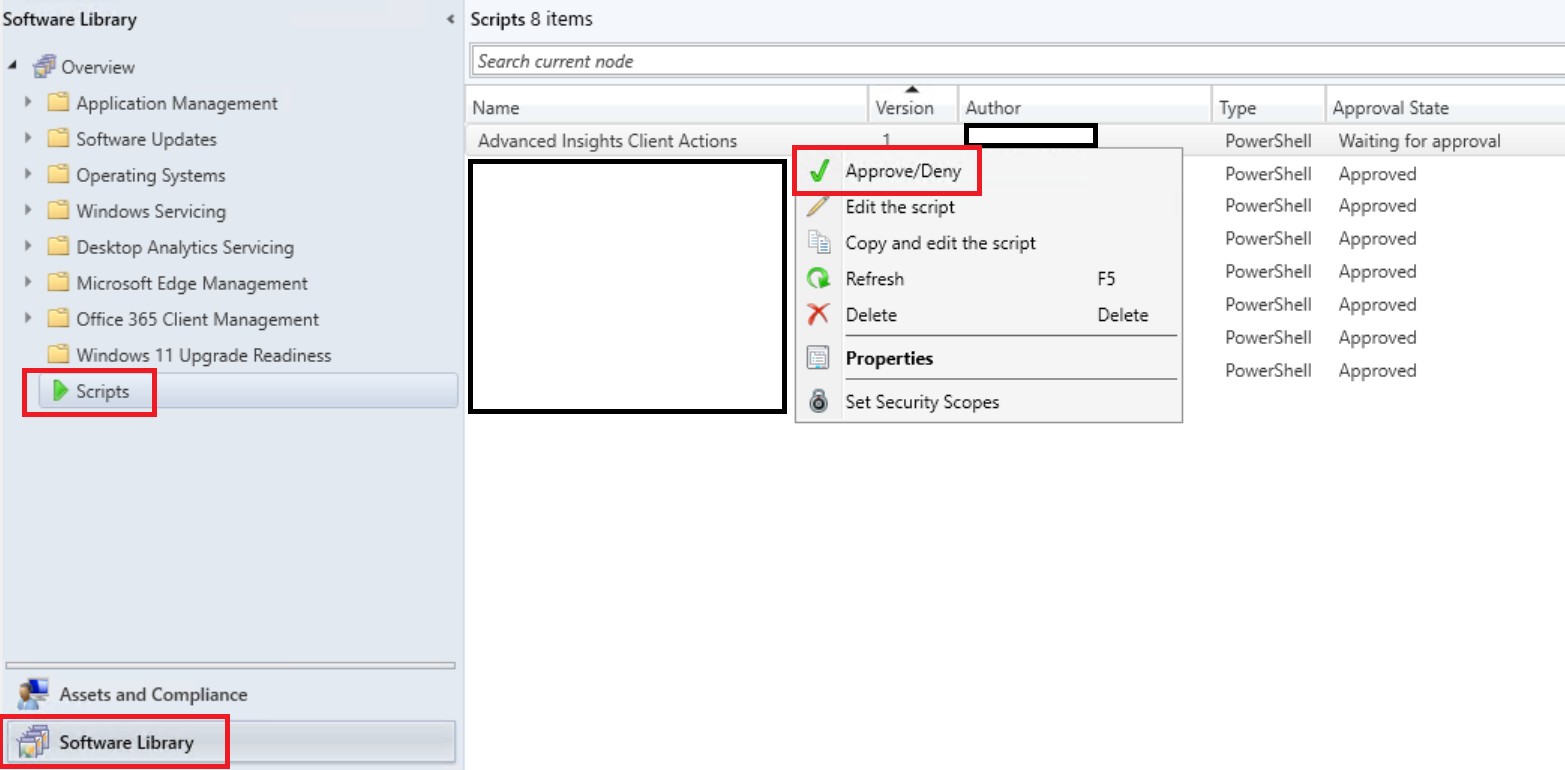 Software Library
Overview
Application Management
Software Updates
Operating Systems
Windows Servicing
Desktop Analytics Servicing
Microsoft Edge Management
Office 365 Client Management
Windows 11 Upgrade Readiness
Scripts
Assets and Compliance
Software Library
Scripts 8 items
Search current node
Name Version Author Type Approval State
Advanced Insights Client Actions 1 PowerShell Waiting for approval
PowerShell Approved
PowerShell Approved
PowerShell Approved
PowerShell Approved
PowerShell Approved
PowerShell Approved
PowerShell Approved
Approve/Deny
Edit the script
Copy and edit the script
Refresh F5
Delete Delete
Properties
Set Security Scopes